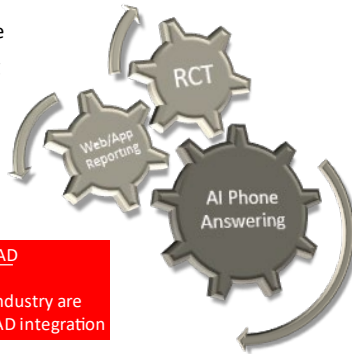 e
RCT
Web/App
Reporting
AI Phone
Answering
AD
ndustry are
AD integration